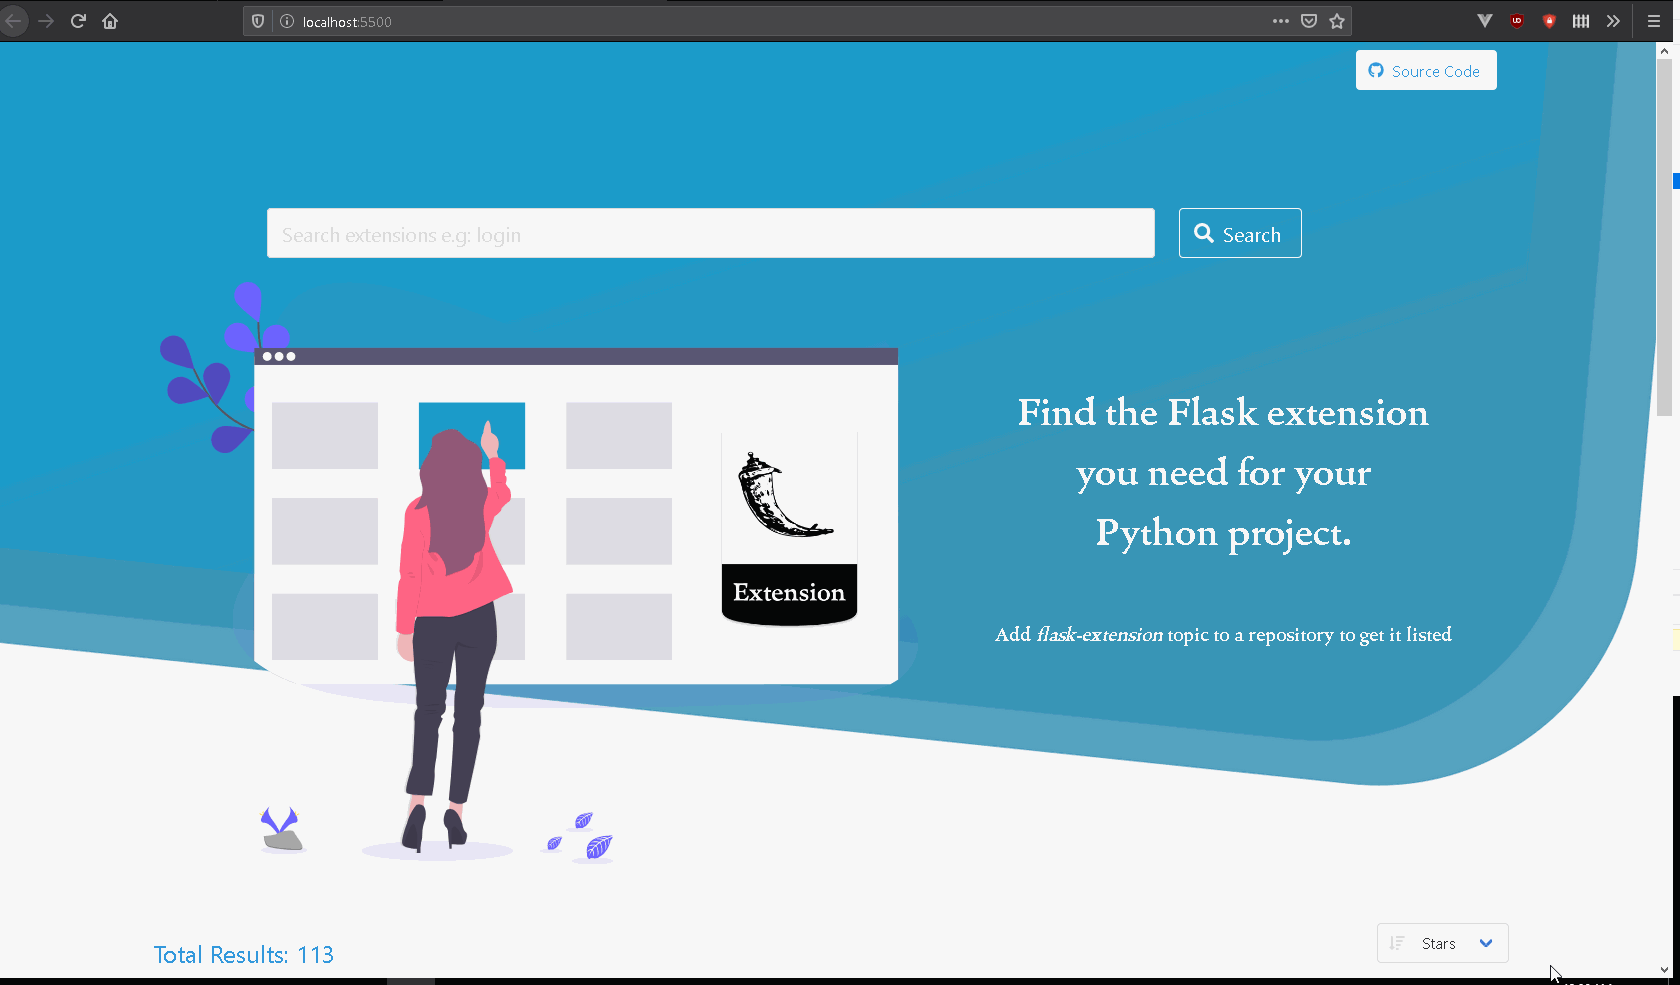 localhost:5500
Source Code
Search extensions e.g: login
Search
Find the Flask extension
you need for your
Python project.
Extension
Add flask-extension topic to a repository to get it listed
Total Results: 113
Stars